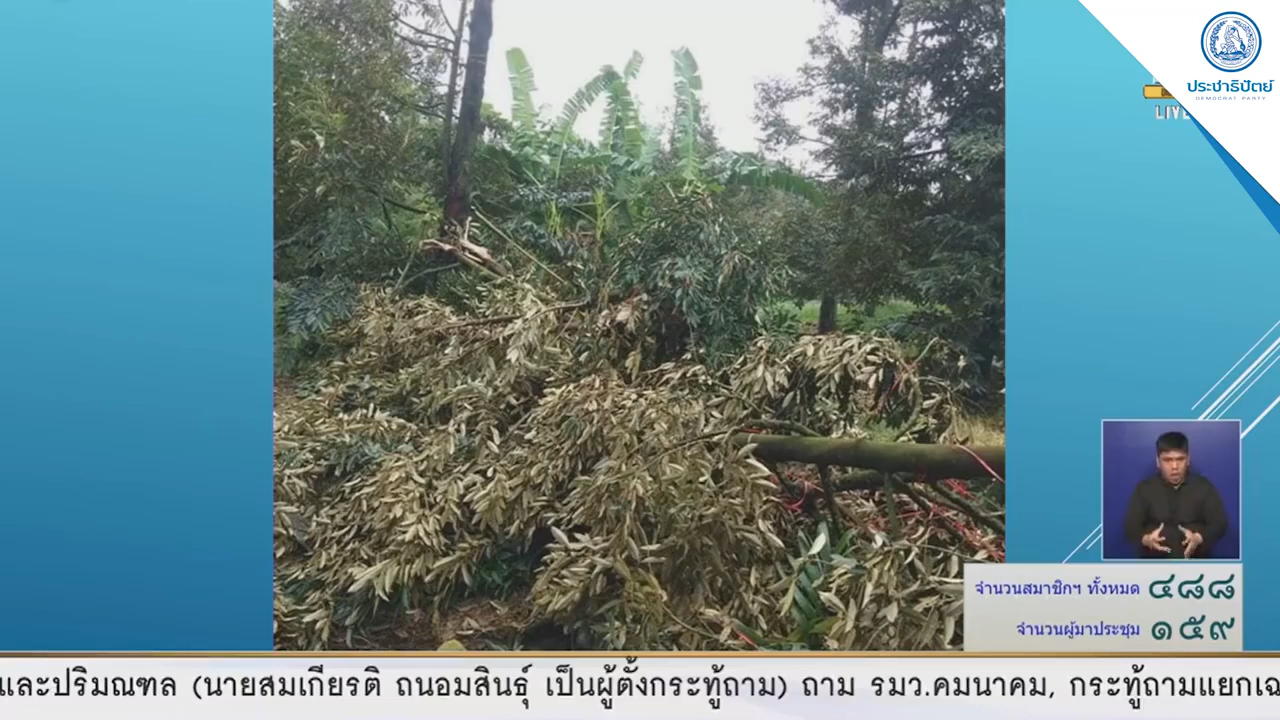 ประชาธิปัตย์
DEMOCRAT PARTY
LIVE
จำนวนสมาชิกฯ ทั้งหมด ๔๘๘
จำนวนผู้มาประชุม ๑๕๙
และปริมณฑล (นายสมเกียรติ ถนอมสินธุ์ เป็นผู้ตั้งกระทู้ถาม) ถาม รมว.คมนาคม, กระทู้ถามแยกเฉ